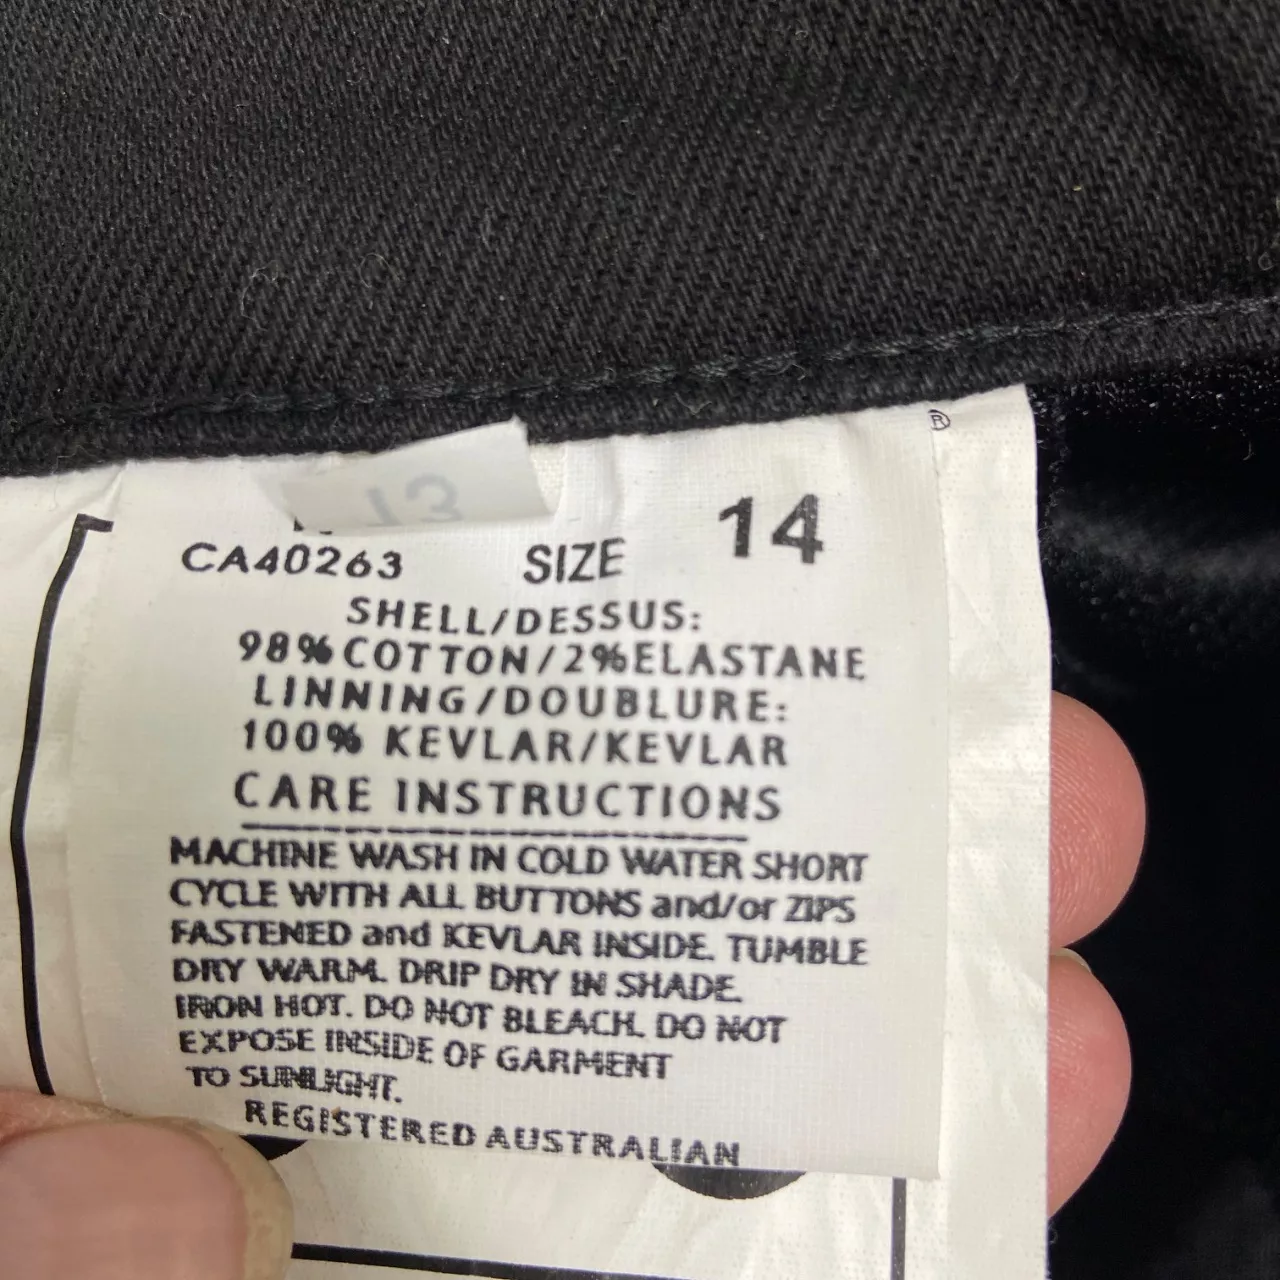 ®
13
14
CA40263 SIZE
SHELL/DESSUS:
98% COTTON/2%ELASTANE
LINNING/DOUBLURE:
100% KEVLAR/KEVLAR
CARE INSTRUCTIONS
MACHINE WASH IN COLD WATER SHORT
CYCLE WITH ALL BUTTONS and/or ZIPS
FASTENED and KEVLAR INSIDE. TUMBLE
DRY WARM. DRIP DRY IN SHADE.
IRON HOT. DO NOT BLEACH. DO NOT
EXPOSE INSIDE OF GARMENT
TO SUNLIGHT.
REGISTERED AUSTRALIAN